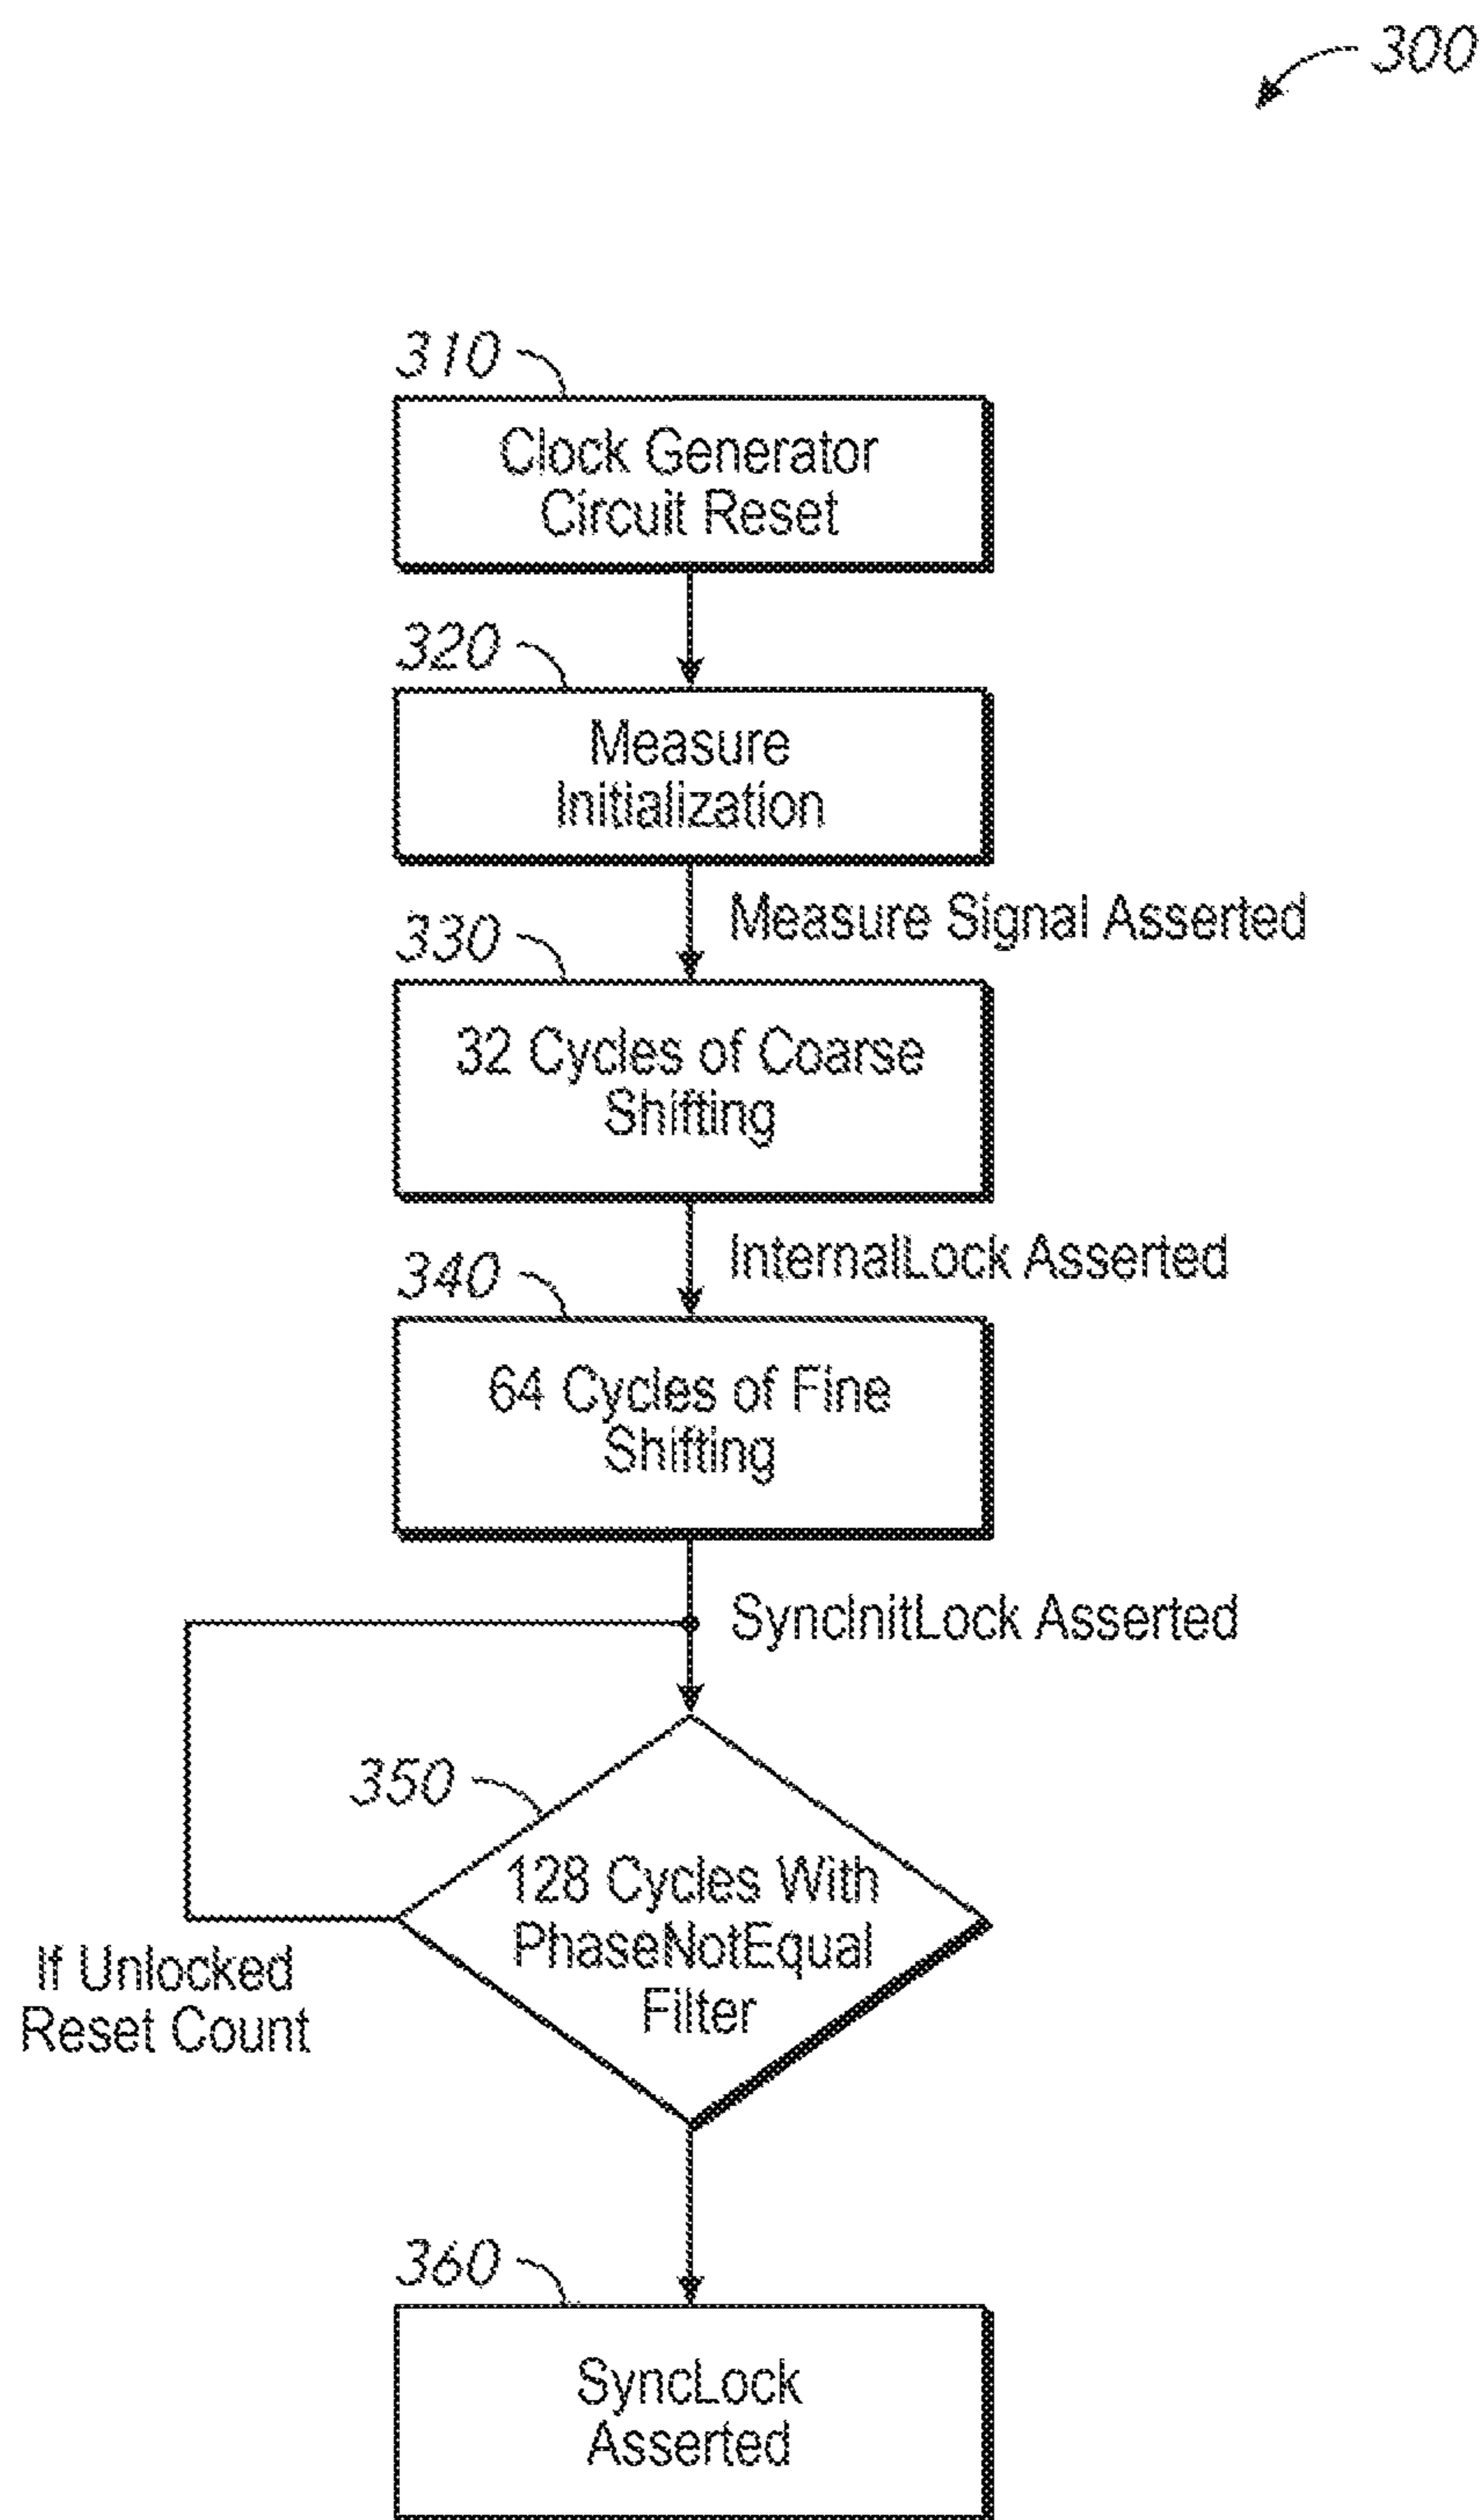 300
310
Clock Generator
Circuit Reset
320
Measure
Initialization
Measure Signal Asserted
330
32 Cycles of Coarse
Shifting
InternalLock Asserted
340
64 Cycles of Fine
Shifting
SyncInitLock Asserted
350
128 Cycles With
PhaseNotEqual
Filter
If Unlocked
Reset Count
360
SyncLock
Asserted